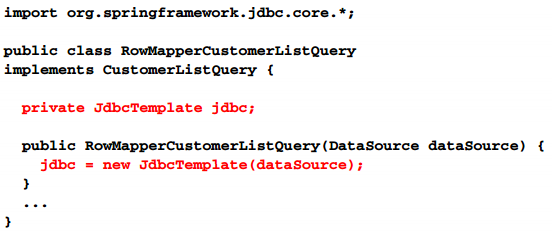 import org.springframework.jdbc.core.*;
public class RowMapperCustomerListQuery
implements CustomerListQuery {
private JdbcTemplate jdbc;
public RowMapperCustomerListQuery(DataSource dataSource) {
jdbc = new JdbcTemplate(dataSource);
}
...
}